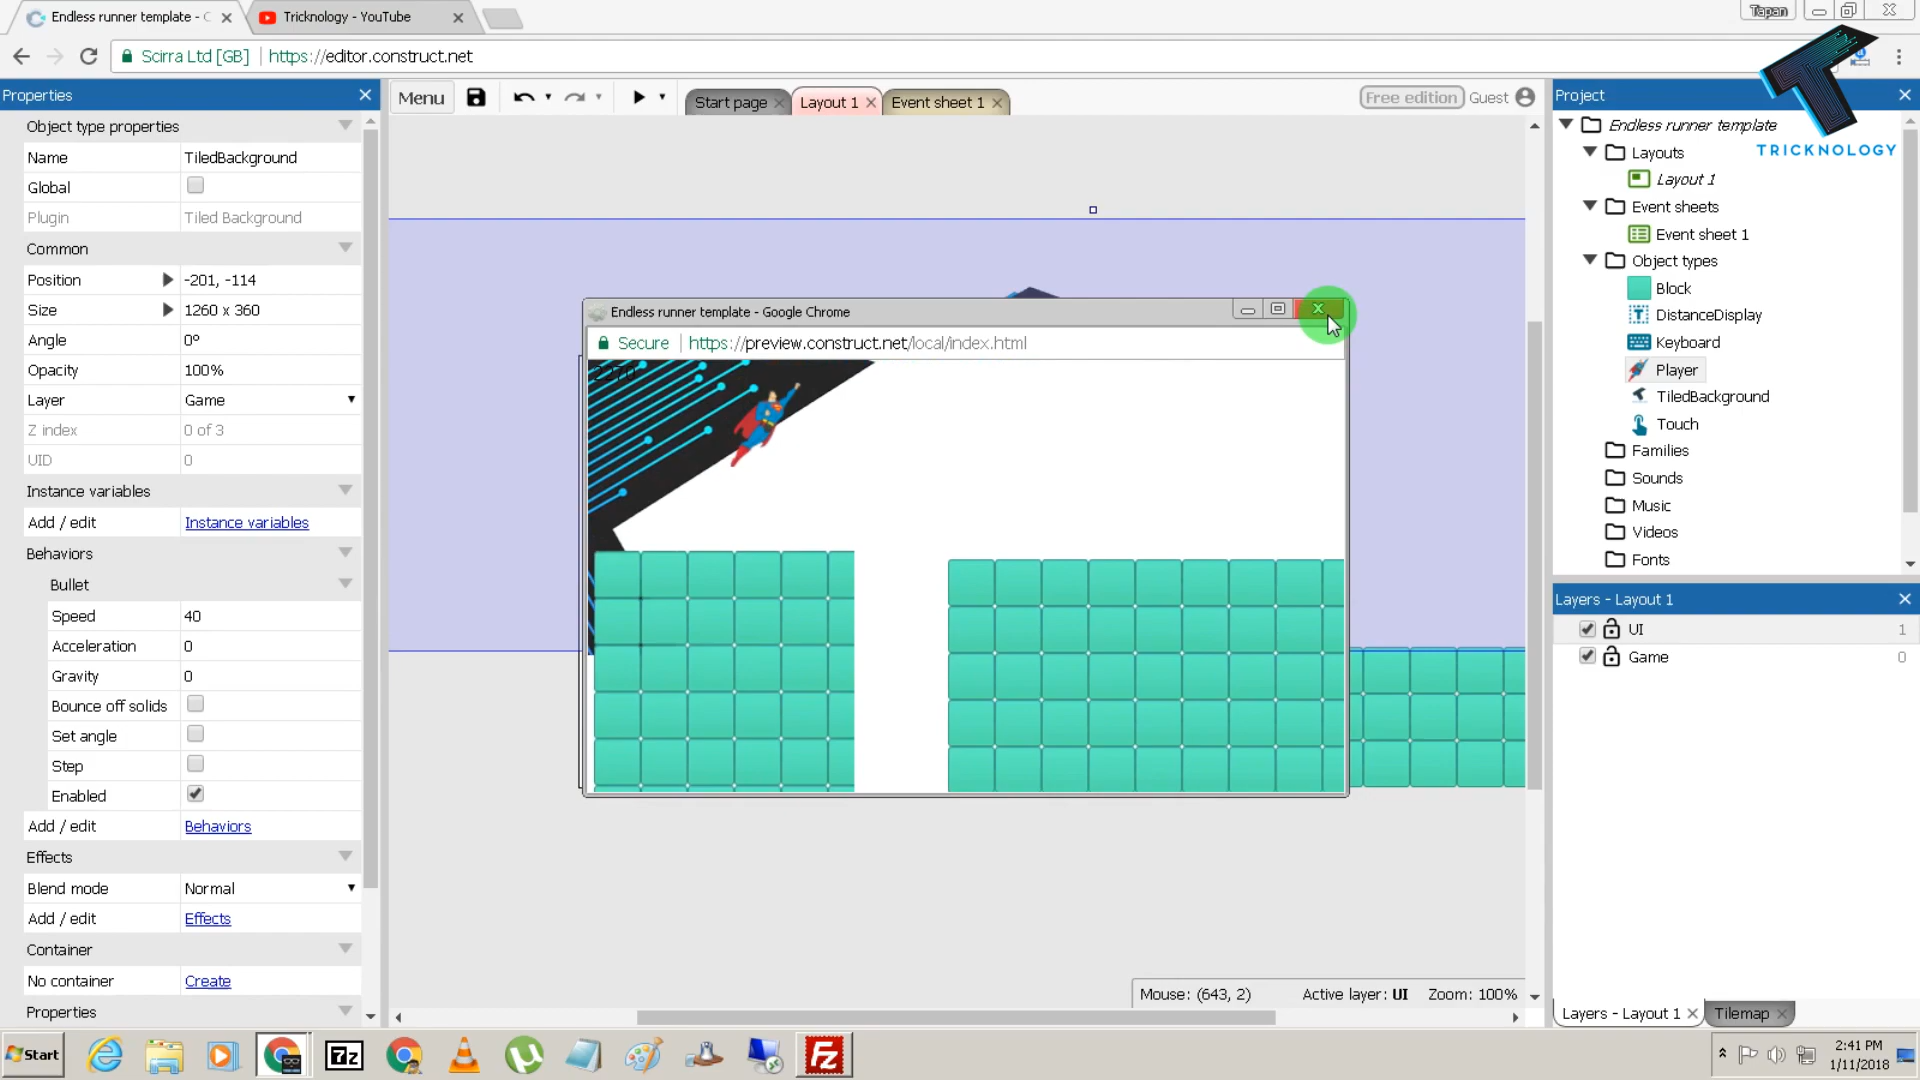 Endless runner template - C
Tricknology - YouTube
Tapan
Scirra Ltd [GB]
https://editor.construct.net
Properties
Menu
Start page
Layout 1
Event sheet 1
Free edition
Guest
Project
TRICKNOLOGY
Object type properties
Name
TiledBackground
Global
Plugin
Tiled Background
Common
Position
-201, -114
Size
1260 x 360
Angle
0º
Opacity
100%
Layer
Game
Z index
0 of 3
UID
0
Instance variables
Add / edit
Instance variables
Behaviors
Bullet
Speed
40
Acceleration
0
Gravity
0
Bounce off solids
Set angle
Step
Enabled
Add / edit
Behaviors
Effects
Blend mode
Normal
Add / edit
Effects
Container
No container
Create
Properties
Endless runner template - Google Chrome
Secure
https://preview.construct.net/local/index.html
Mouse: (643, 2)
Active layer: UI
Zoom: 100%
Endless runner template
Layouts
Layout 1
Event sheets
Event sheet 1
Object types
Block
DistanceDisplay
Keyboard
Player
TiledBackground
Touch
Families
Sounds
Music
Videos
Fonts
Layers - Layout 1
UI
1
Game
0
Layers - Layout 1
Tilemap
Start
7z
FZ
2:41 PM
1/11/2018